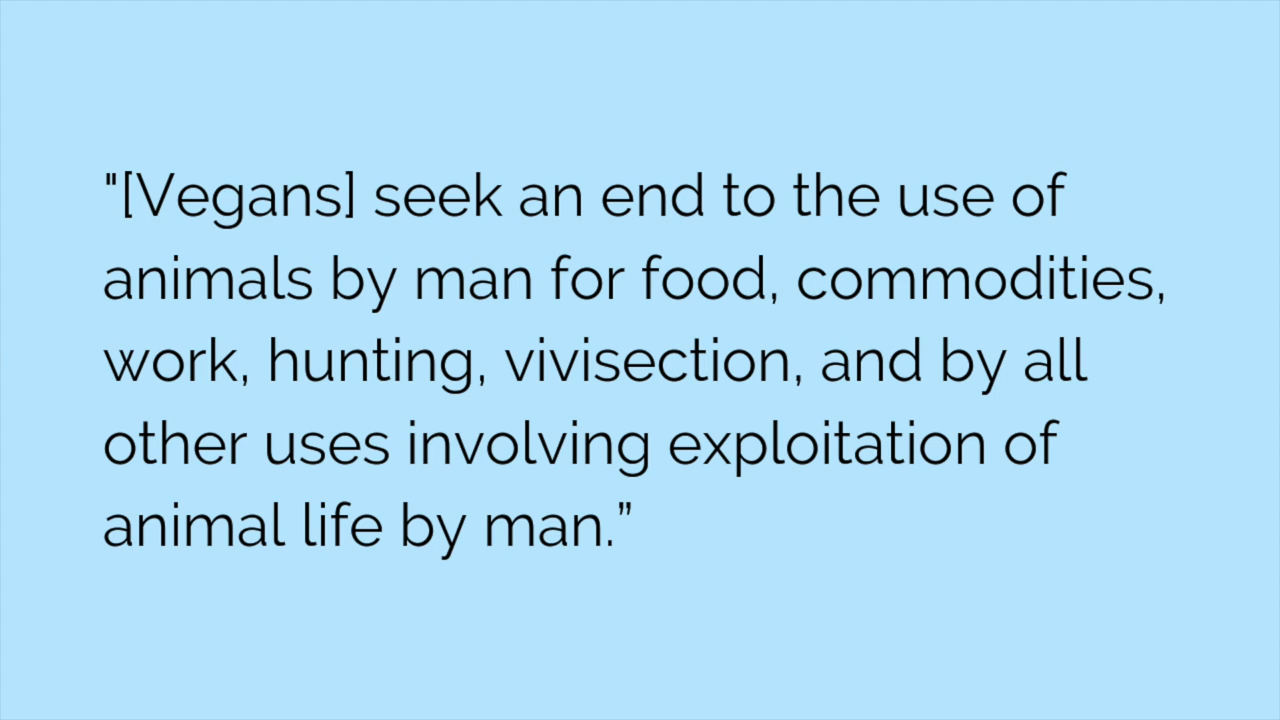 "[Vegans] seek an end to the use of
animals by man for food, commodities,
work, hunting, vivisection, and by all
other uses involving exploitation of
animal life by man.”